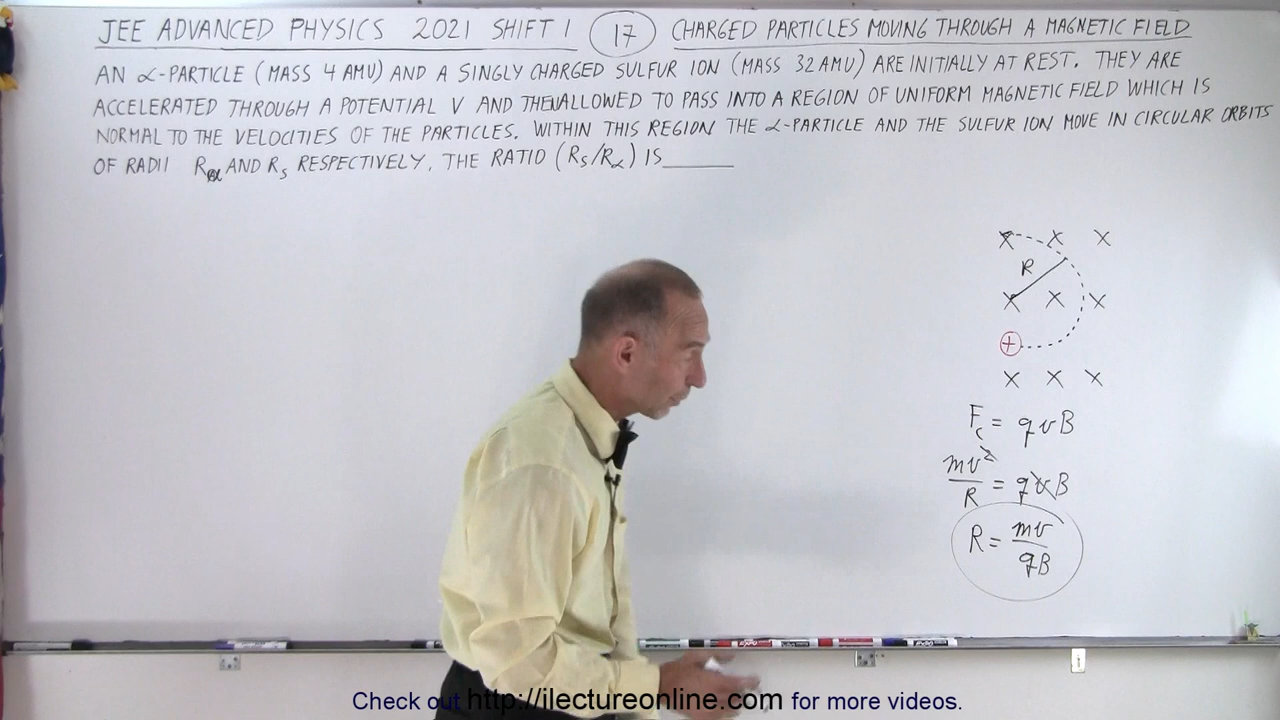 JEE ADVANCED PHYSICS 2021 SHIFT 1 17 CHARGED PARTICLES MOVING THROUGH A MAGNETIC FIELD
AN α-PARTICLE (MASS 4 AMU) AND A SINGLY CHARGED SULFUR ION (MASS 32 AMU) ARE INITIALLY AT REST. THEY ARE
ACCELERATED THROUGH A POTENTIAL V AND THEN ALLOWED TO PASS INTO A REGION OF UNIFORM MAGNETIC FIELD WHICH IS
NORMAL TO THE VELOCITIES OF THE PARTICLES. WITHIN THIS REGION THE α-PARTICLE AND THE SULFUR ION MOVE IN CIRCULAR ORBITS
OF RADII Rα AND Rs RESPECTIVELY, THE RATIO (Rs/Rα) IS______
x x x
R
x x x
+
x x x
Fc = qvB
mv²/R = qvB
R = mv/qB
EXPO
Check out http://ilectureonline.com for more videos.